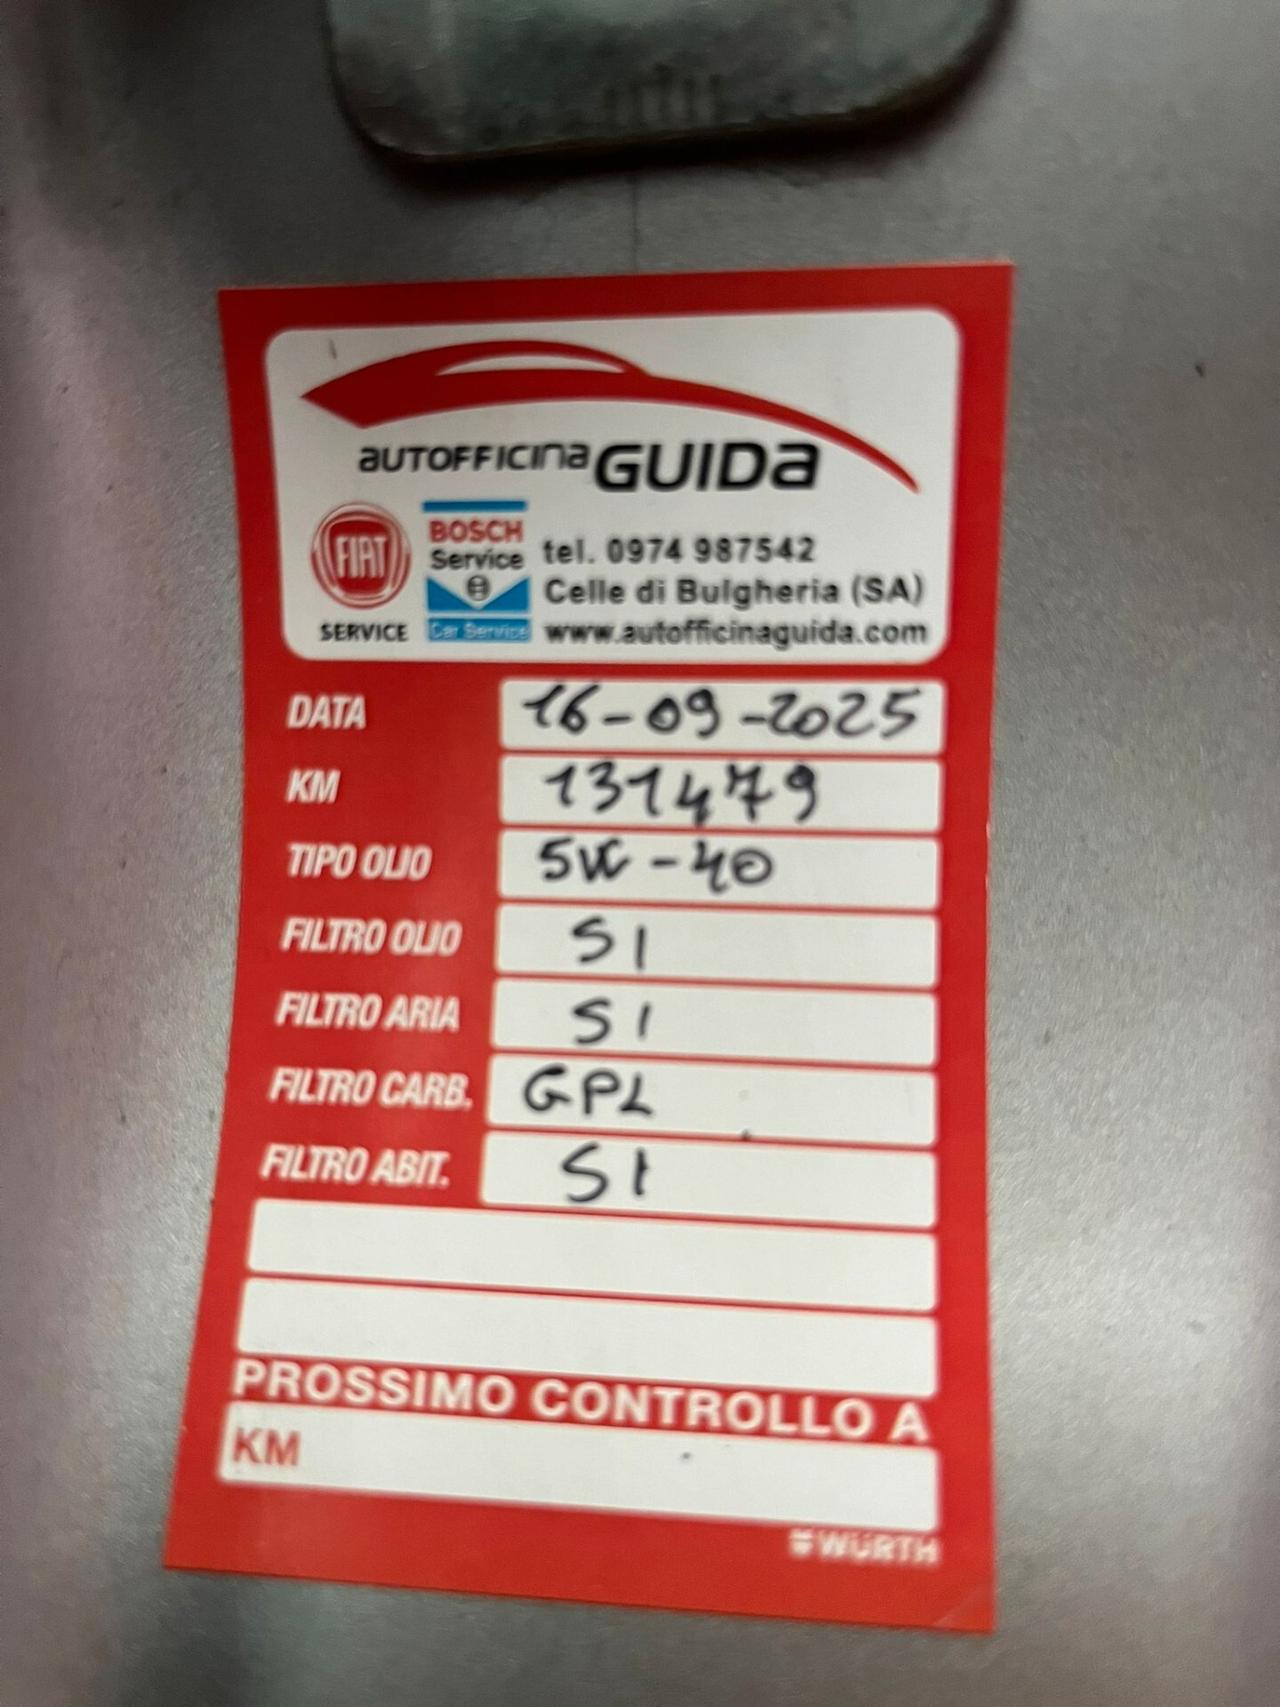 autofficina GUIDa
FIAT
SERVICE
BOSCH
Service
Car Service
tel. 0974 987542
Celle di Bulgheria (SA)
www.autofficinaguida.com
DATA 16-09-2025
KM 131479
TIPO OLIO 5W-40
FILTRO OLIO SI
FILTRO ARIA SI
FILTRO CARB. GPL
FILTRO ABIT. SI
PROSSIMO CONTROLLO A
KM
WÜRTH